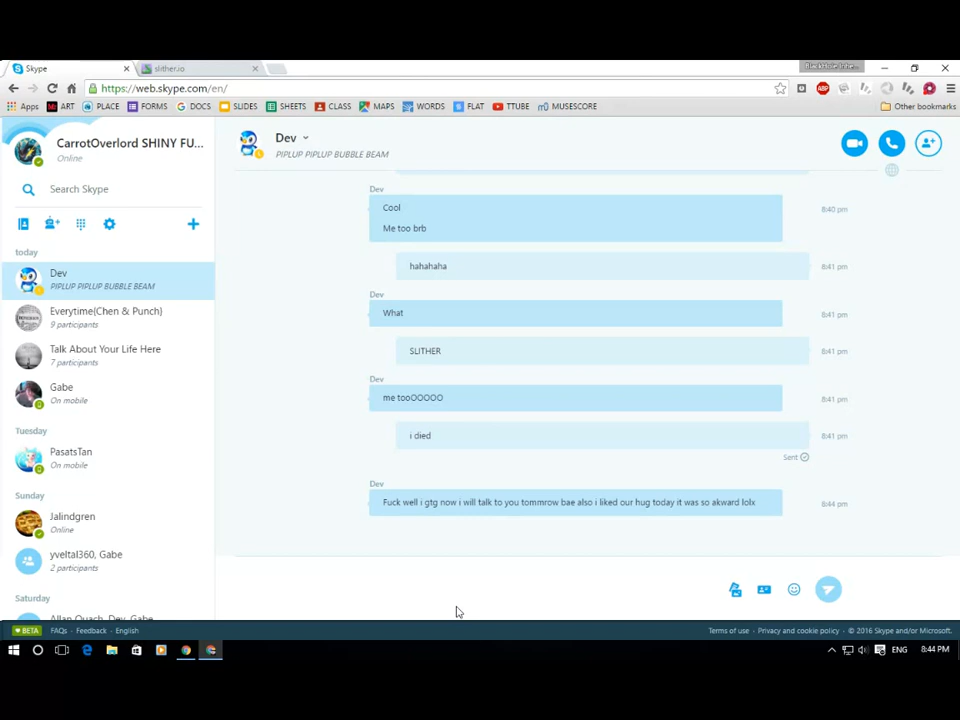 Skype
slither.io
https://web.skype.com/en/
Apps
ART
PLACE
FORMS
DOCS
SLIDES
SHEETS
CLASS
MAPS
WORDS
FLAT
TTUBE
MUSESCORE
Other bookmarks
CarrotOverlord SHINY FU...
Online
Search Skype
today
Dev
PIPLUP PIPLUP BUBBLE BEAM
Everytime(Chen & Punch)
9 participants
Talk About Your Life Here
7 participants
Gabe
On mobile
Tuesday
PasatsTan
On mobile
Sunday
Jalindgren
Online
yveltal360, Gabe
2 participants
Saturday
Allan Quach, Dev, Gabe
Dev
PIPLUP PIPLUP BUBBLE BEAM
Dev
Cool
8:40 pm
Me too brb
hahahaha
8:41 pm
Dev
What
8:41 pm
SLITHER
8:41 pm
Dev
me tooOOOOO
8:41 pm
i died
8:41 pm
Sent
Dev
Fuck well i gtg now i will talk to you tommrow bae also i liked our hug today it was so akward lolx
8:44 pm
BETA
FAQs
Feedback
English
Terms of use
Privacy and cookie policy
© 2016 Skype and/or Microsoft.
ENG
8:44 PM